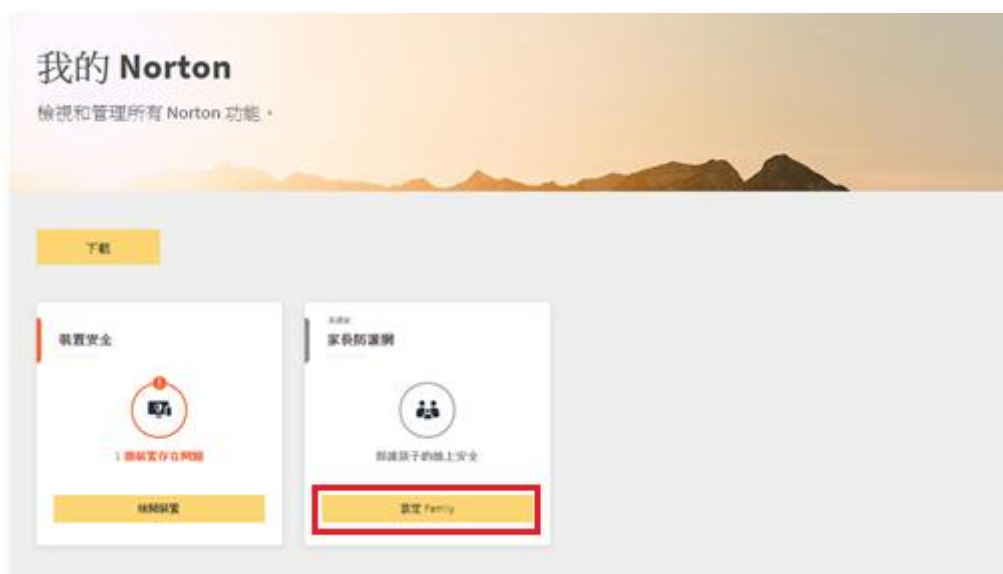 我的 Norton
檢視和管理所有 Norton 功能。
下載
裝置安全
1 個裝置存在問題
檢閱裝置
家長防護網
保護孩子的線上安全
設定 Family